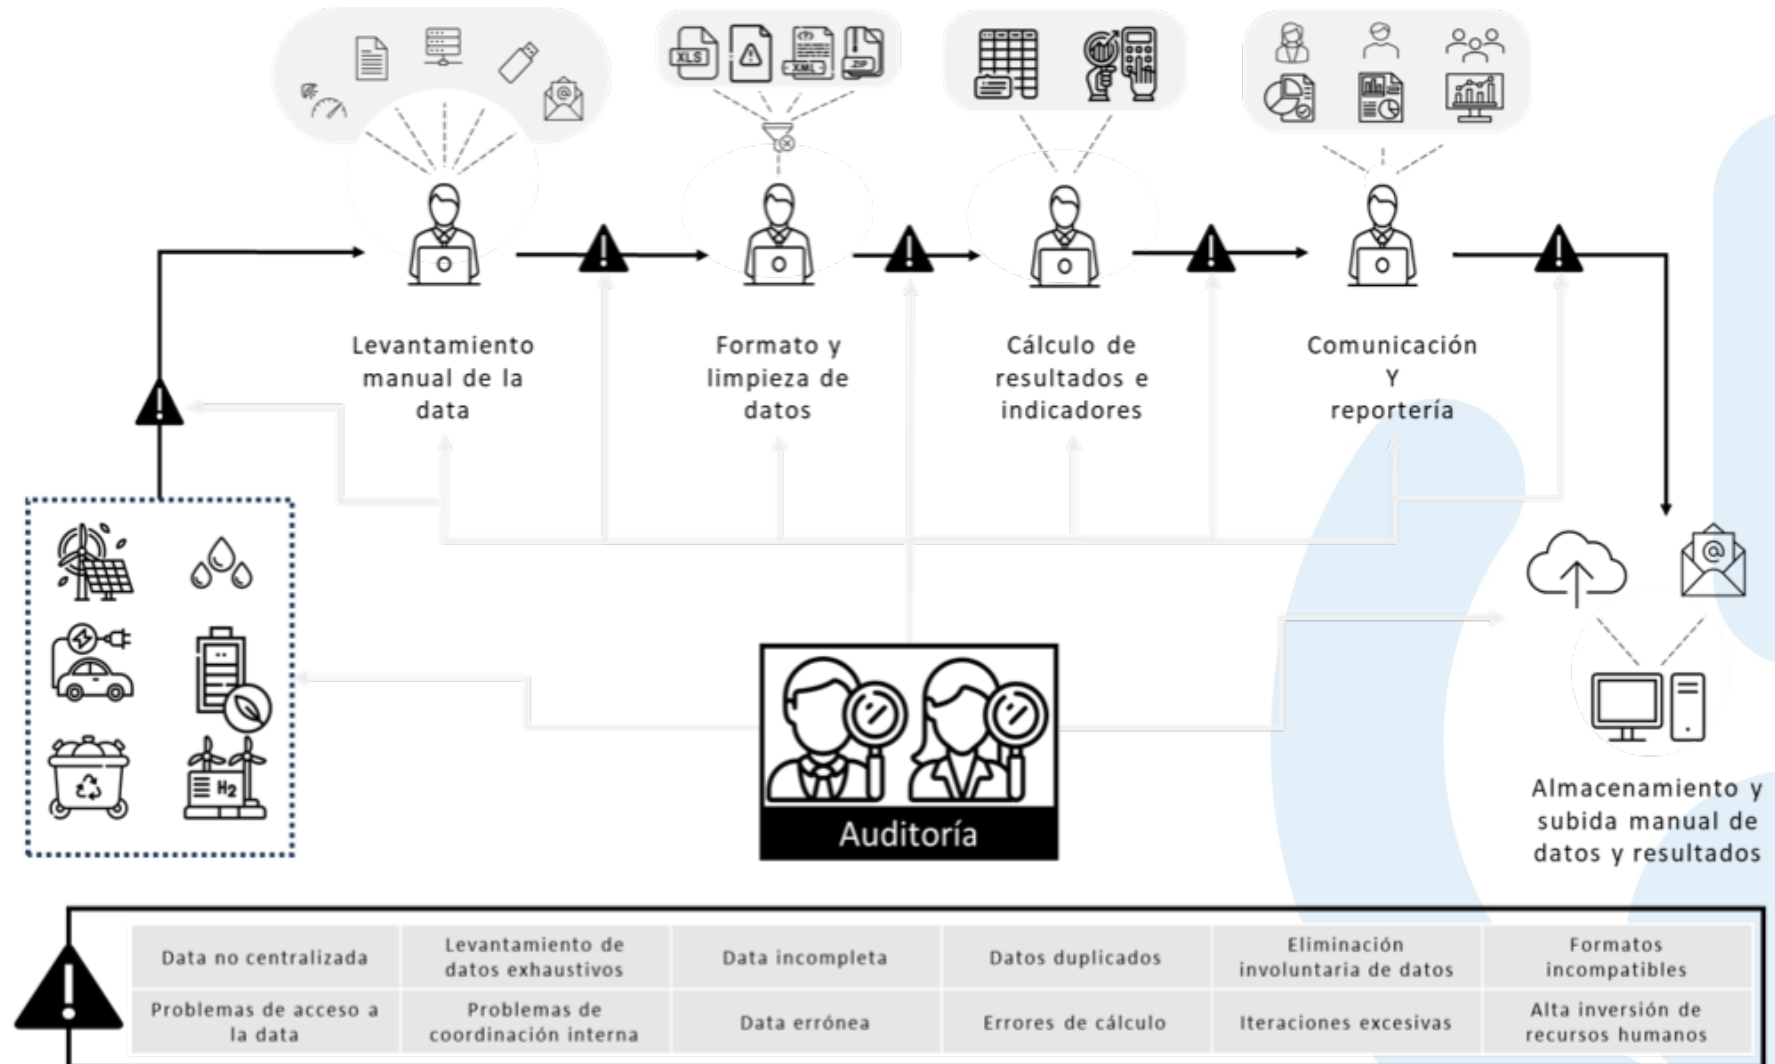 XLS
XML
ZIP
Levantamiento
manual de la
data
Formato y
limpieza de
datos
Cálculo de
resultados e
indicadores
Comunicación
Y
reportería
H2
Auditoría
Almacenamiento y
subida manual de
datos y resultados
Data no centralizada
Levantamiento de
datos exhaustivos
Data incompleta
Datos duplicados
Eliminación
involuntaria de datos
Formatos
incompatibles
Problemas de acceso a
la data
Problemas de
coordinación interna
Data errónea
Errores de cálculo
Iteraciones excesivas
Alta inversión de
recursos humanos